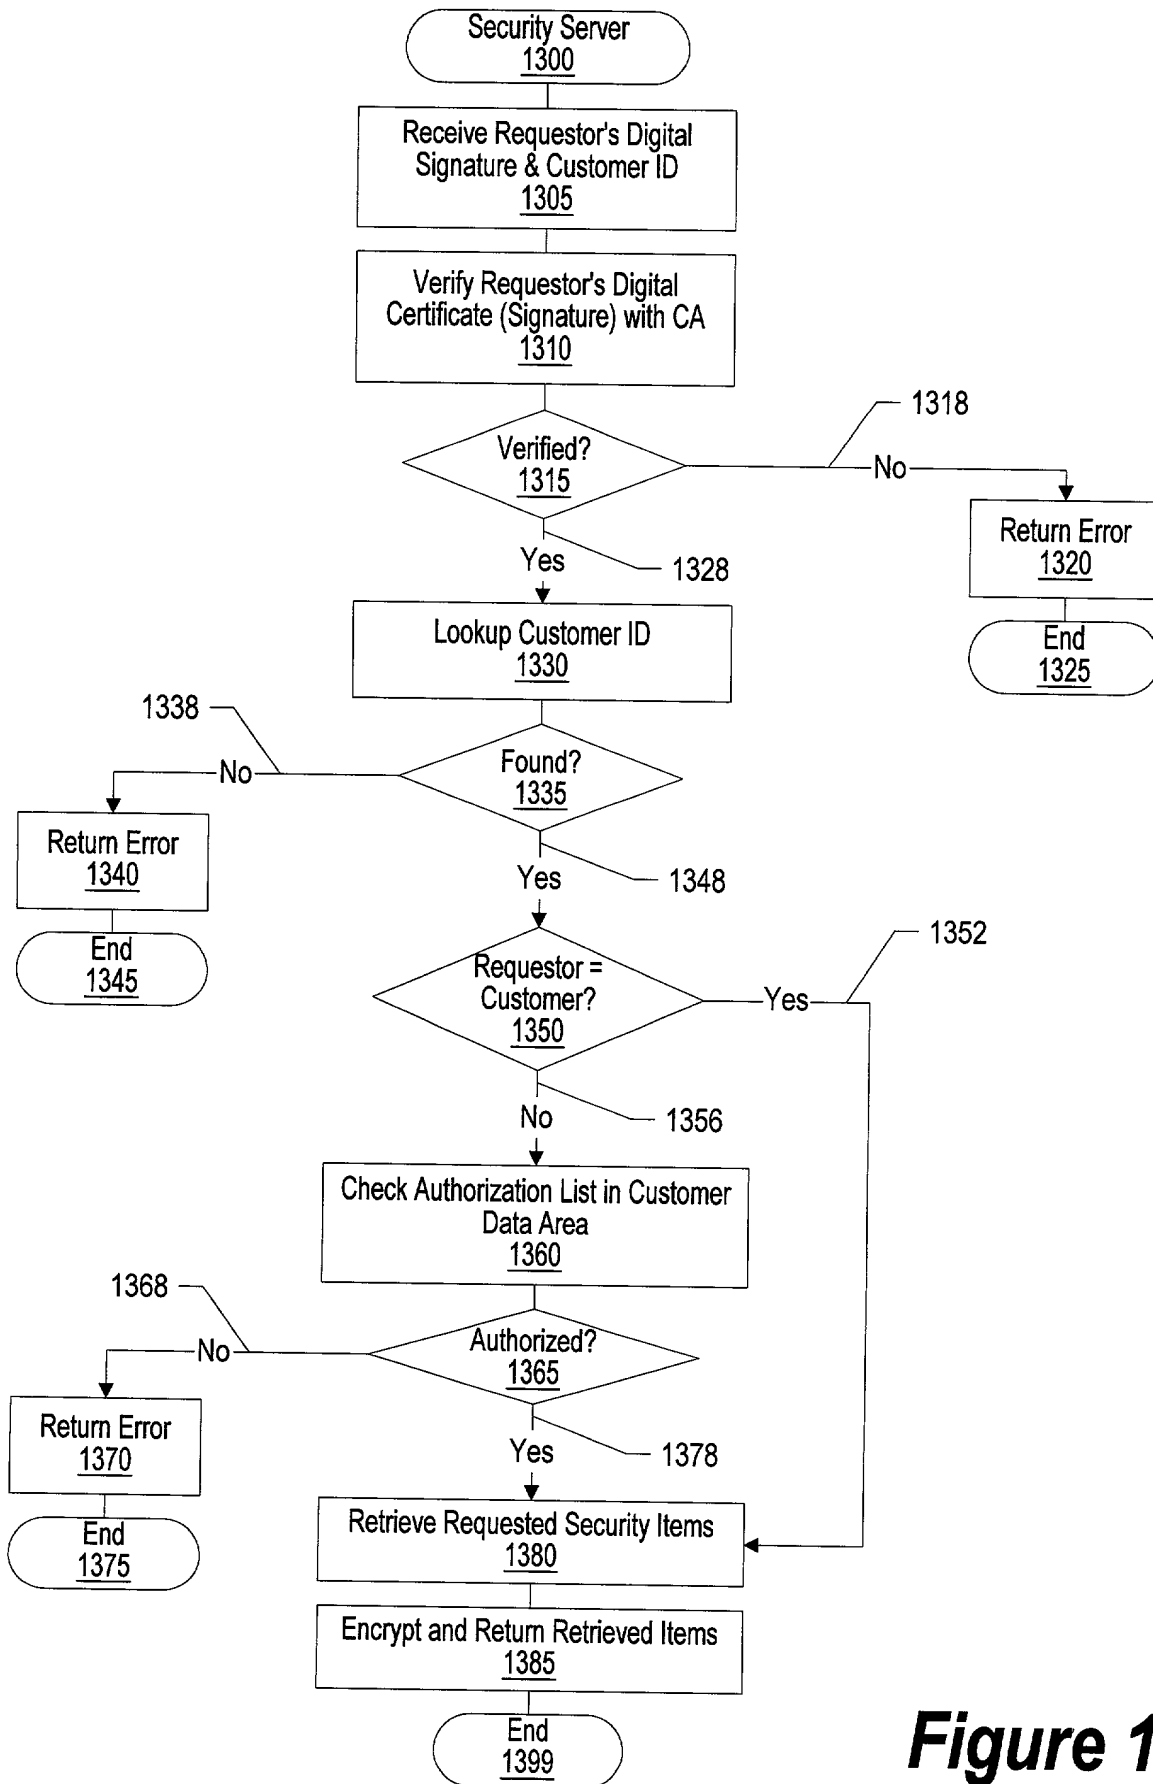 Security Server
1300
Receive Requestor's Digital
Signature & Customer ID
1305
Verify Requestor's Digital
Certificate (Signature) with CA
1310
1318
Verified?
1315
No
Return Error
1320
Yes
1328
End
1325
Lookup Customer ID
1330
1338
Found?
1335
No
Return Error
1340
Yes
1348
End
1345
1352
Requestor =
Customer?
1350
Yes
1356
No
Check Authorization List in Customer
Data Area
1360
1368
Authorized?
1365
No
Return Error
1370
Yes
1378
End
1375
Retrieve Requested Security Items
1380
Encrypt and Return Retrieved Items
1385
End
1399
Figure 1